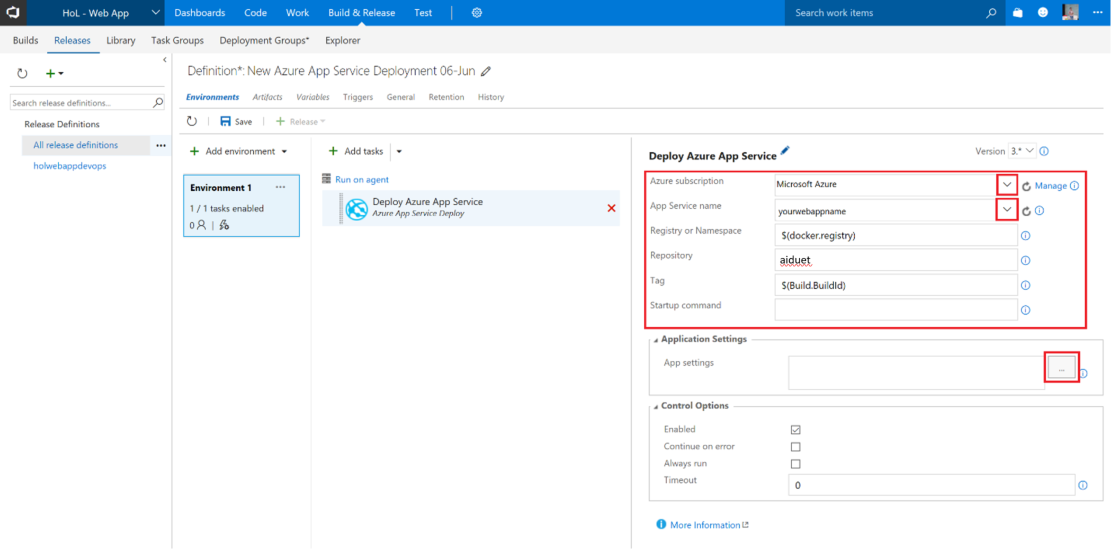 HoL - Web App Dashboards Code Work Build & Release Test Search work items
Builds Releases Library Task Groups Deployment Groups* Explorer
Search release definitions...
Release Definitions
All release definitions
holwebappdevops
Definition*: New Azure App Service Deployment 06-Jun
Environments Artifacts Variables Triggers General Retention History
Save Release
Add environment
Environment 1
1 / 1 tasks enabled
0
Add tasks
Run on agent
Deploy Azure App Service
Azure App Service Deploy
Deploy Azure App Service Version 3.*
Azure subscription Microsoft Azure Manage
App Service name yourwebappname
Registry or Namespace $(docker.registry)
Repository aiduet
Tag $(Build.BuildId)
Startup command
Application Settings
App settings ...
Control Options
Enabled
Continue on error
Always run
Timeout 0
More Information